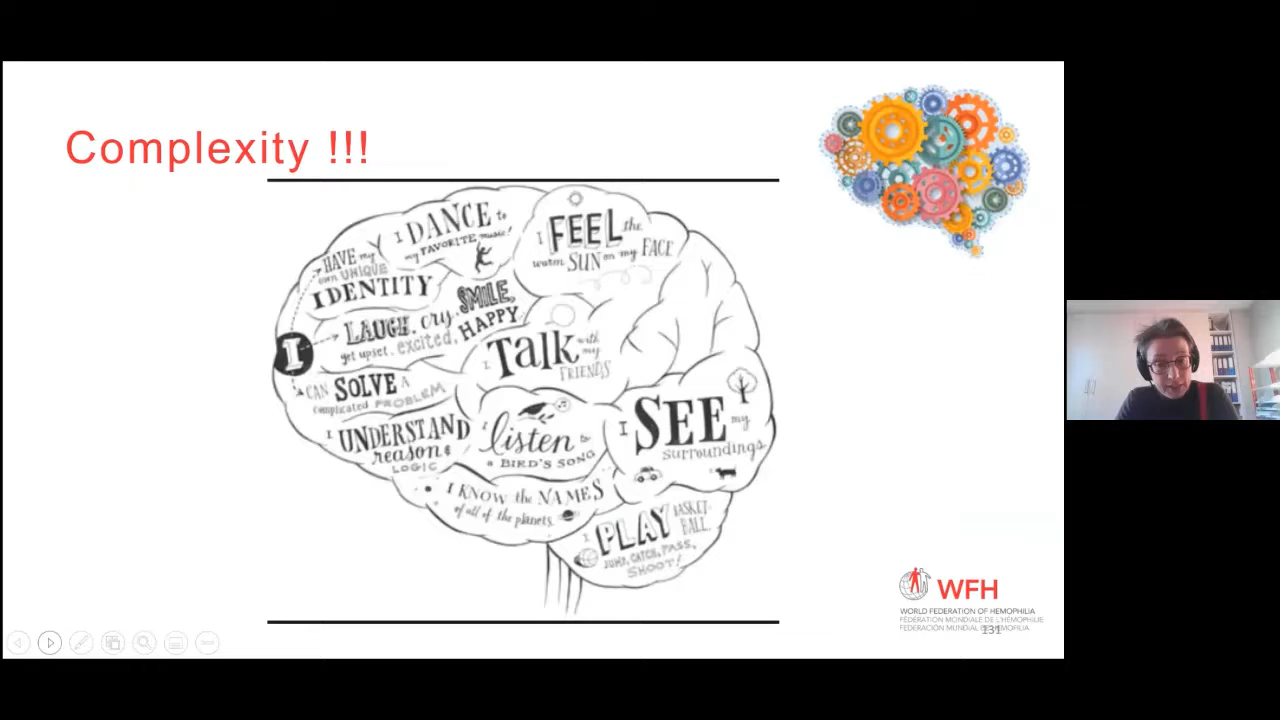 Complexity !!!
I DANCE to
my FAVORITE music!
I FEEL the
warm SUN on my FACE
HAVE my
own UNIQUE
IDENTITY
I
LAUGH, cry, SMILE,
get upset, excited, HAPPY
I Talk with
my
FRIENDS
CAN SOLVE A
complicated PROBLEM
I UNDERSTAND
reason &
LOGIC
I listen to
a BIRD'S SONG
I SEE my
surroundings
I KNOW the NAMES
of all of the planets.
I PLAY BASKET-
BALL.
JUMP, CATCH, PASS,
SHOOT!
WFH
WORLD FEDERATION OF HEMOPHILIA
FÉDÉRATION MONDIALE DE L'HÉMOPHILIE
FEDERACIÓN MUNDIAL DE HEMOFILIA
131